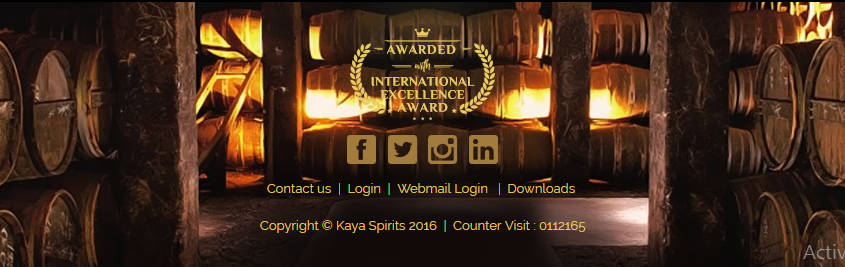 AWARDED
with
INTERNATIONAL
EXCELLENCE
AWARD
Contact us | Login | Webmail Login | Downloads
Copyright © Kaya Spirits 2016 | Counter Visit : 0112165
Activ